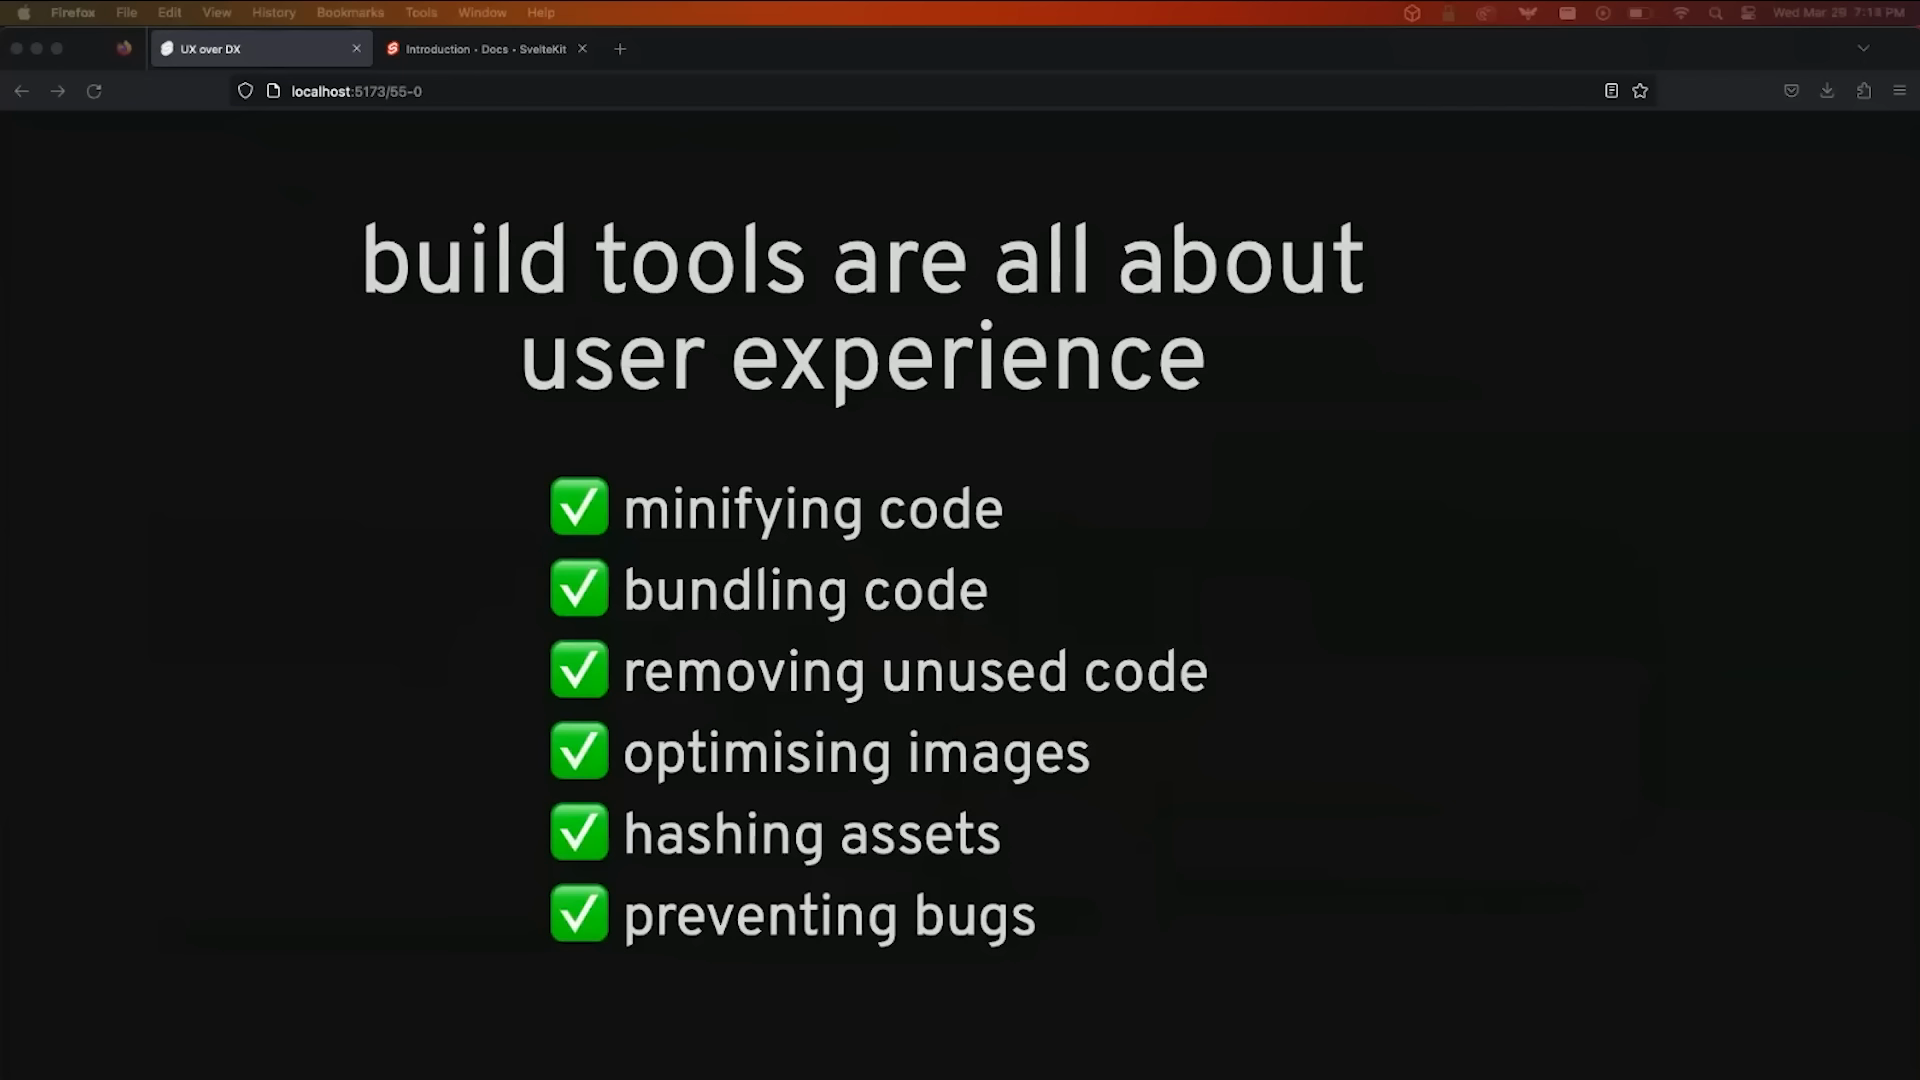 Firefox File Edit View History Bookmarks Tools Window Help Wed Mar 29 7:13 PM
UX over DX Introduction • Docs • SvelteKit
localhost:5173/55-0
build tools are all about
user experience
✅ minifying code
✅ bundling code
✅ removing unused code
✅ optimising images
✅ hashing assets
✅ preventing bugs